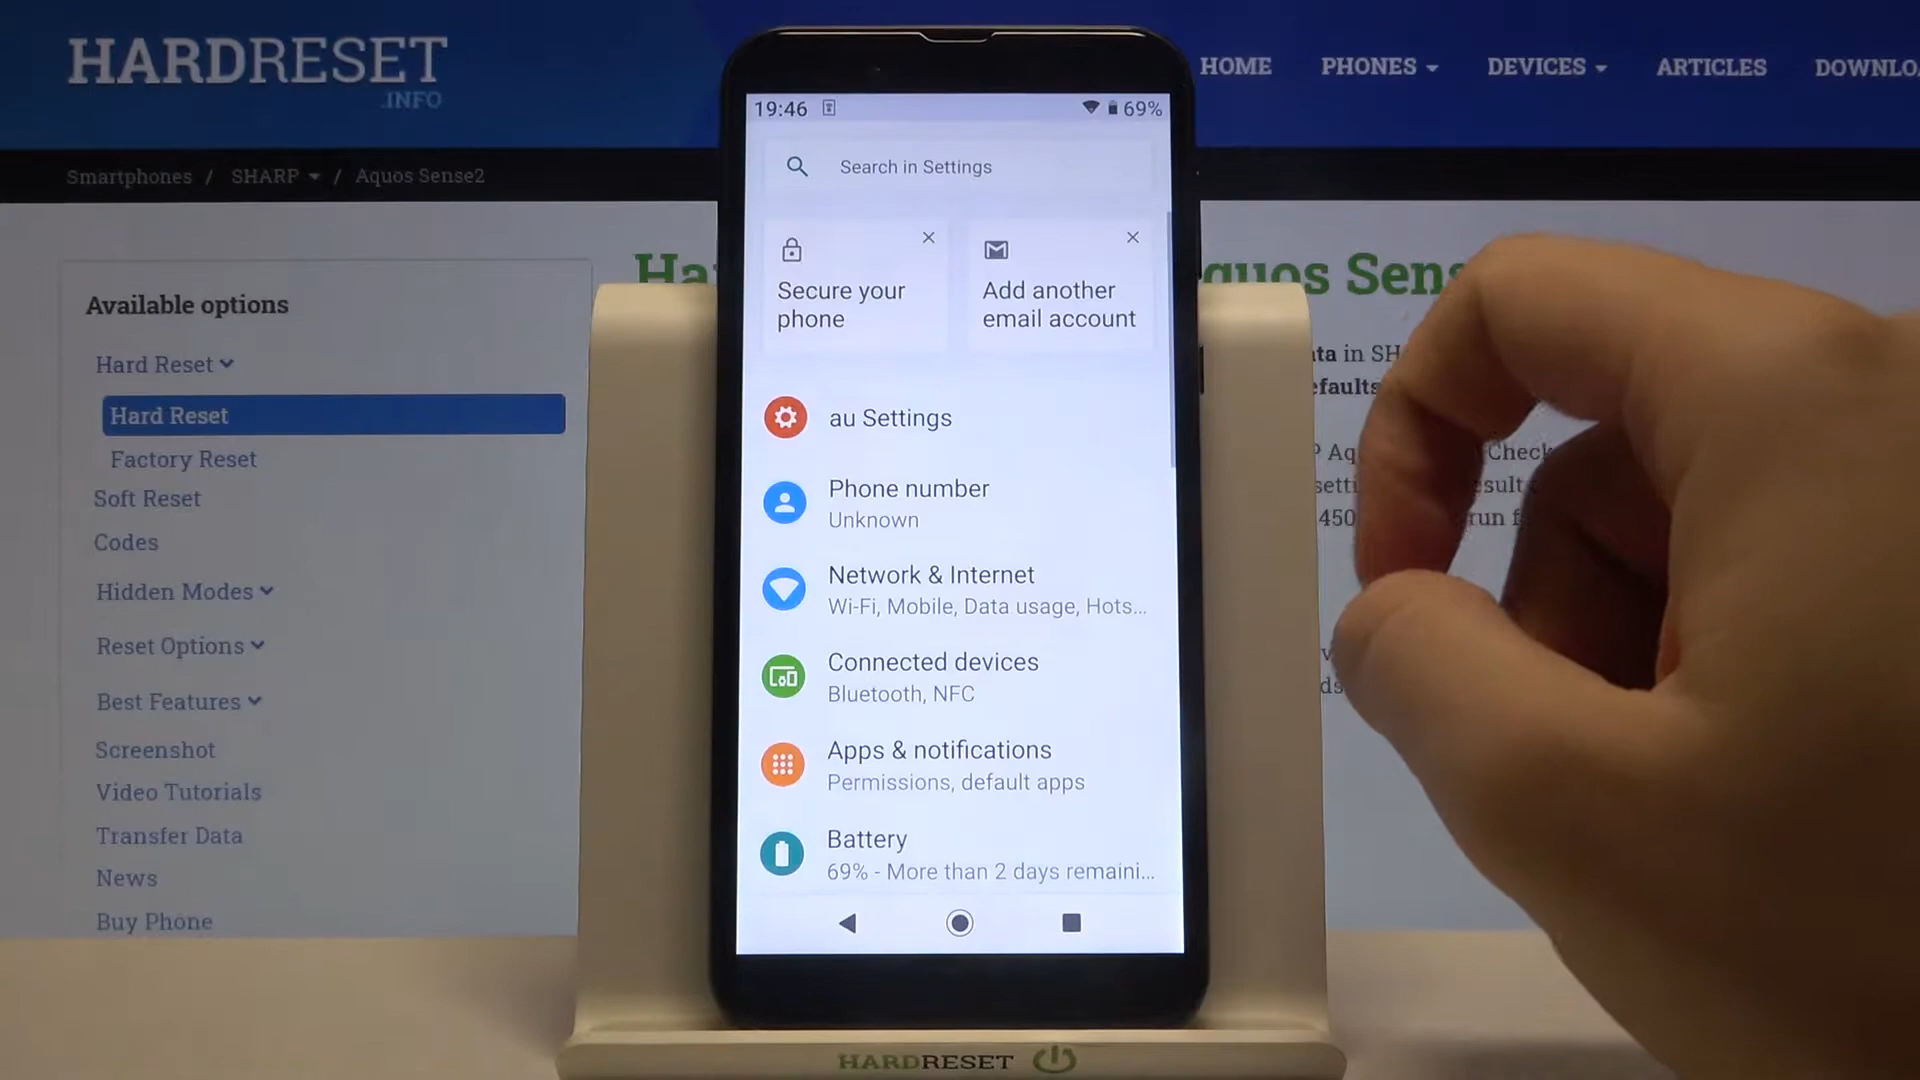 HARDRESET
.INFO
HOME PHONES DEVICES ARTICLES
Smartphones / SHARP / Aquos Sense2
Available options
Hard Reset
Hard Reset
Factory Reset
Soft Reset
Codes
Hidden Modes
Reset Options
Best Features
Screenshot
Video Tutorials
Transfer Data
News
Buy Phone
19:46 69%
Search in Settings
Secure your
phone
Add another
email account
au Settings
Phone number
Unknown
Network & Internet
Wi-Fi, Mobile, Data usage, Hots...
Connected devices
Bluetooth, NFC
Apps & notifications
Permissions, default apps
Battery
69% - More than 2 days remaini...
in
Check
450 run
HARDRESET